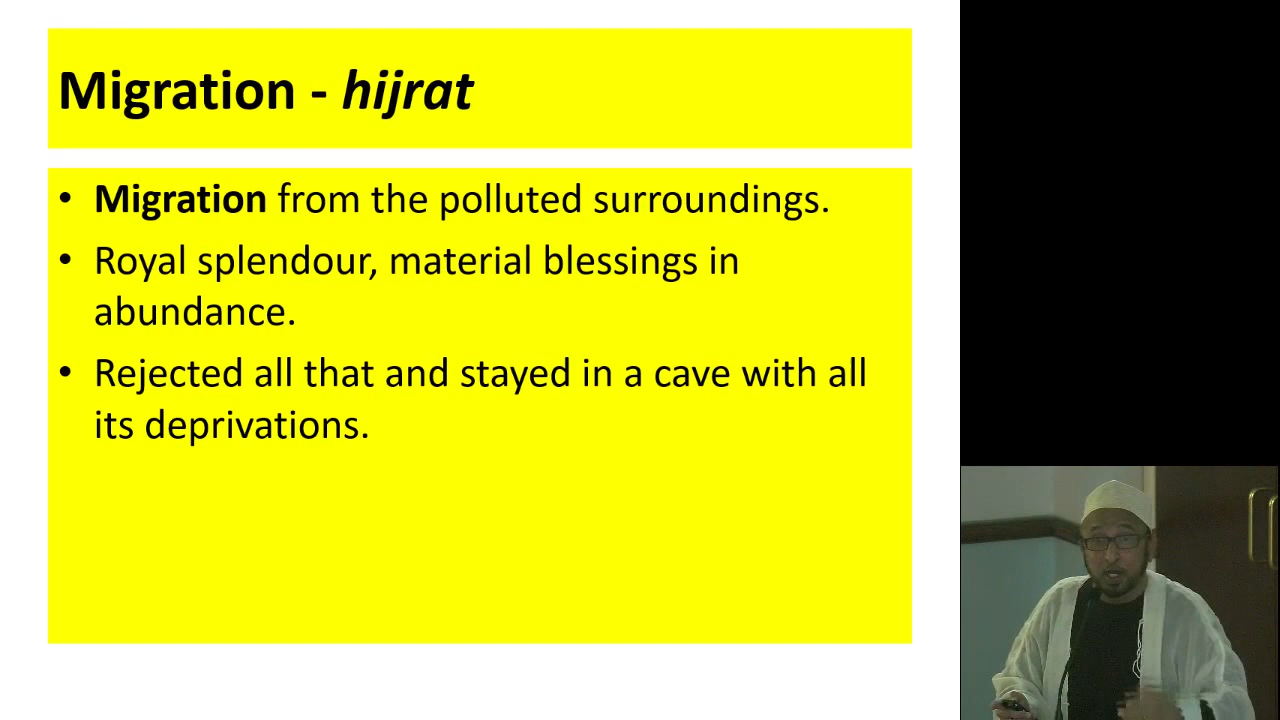 Migration - hijrat
• Migration from the polluted surroundings.
• Royal splendour, material blessings in
abundance.
• Rejected all that and stayed in a cave with all
its deprivations.